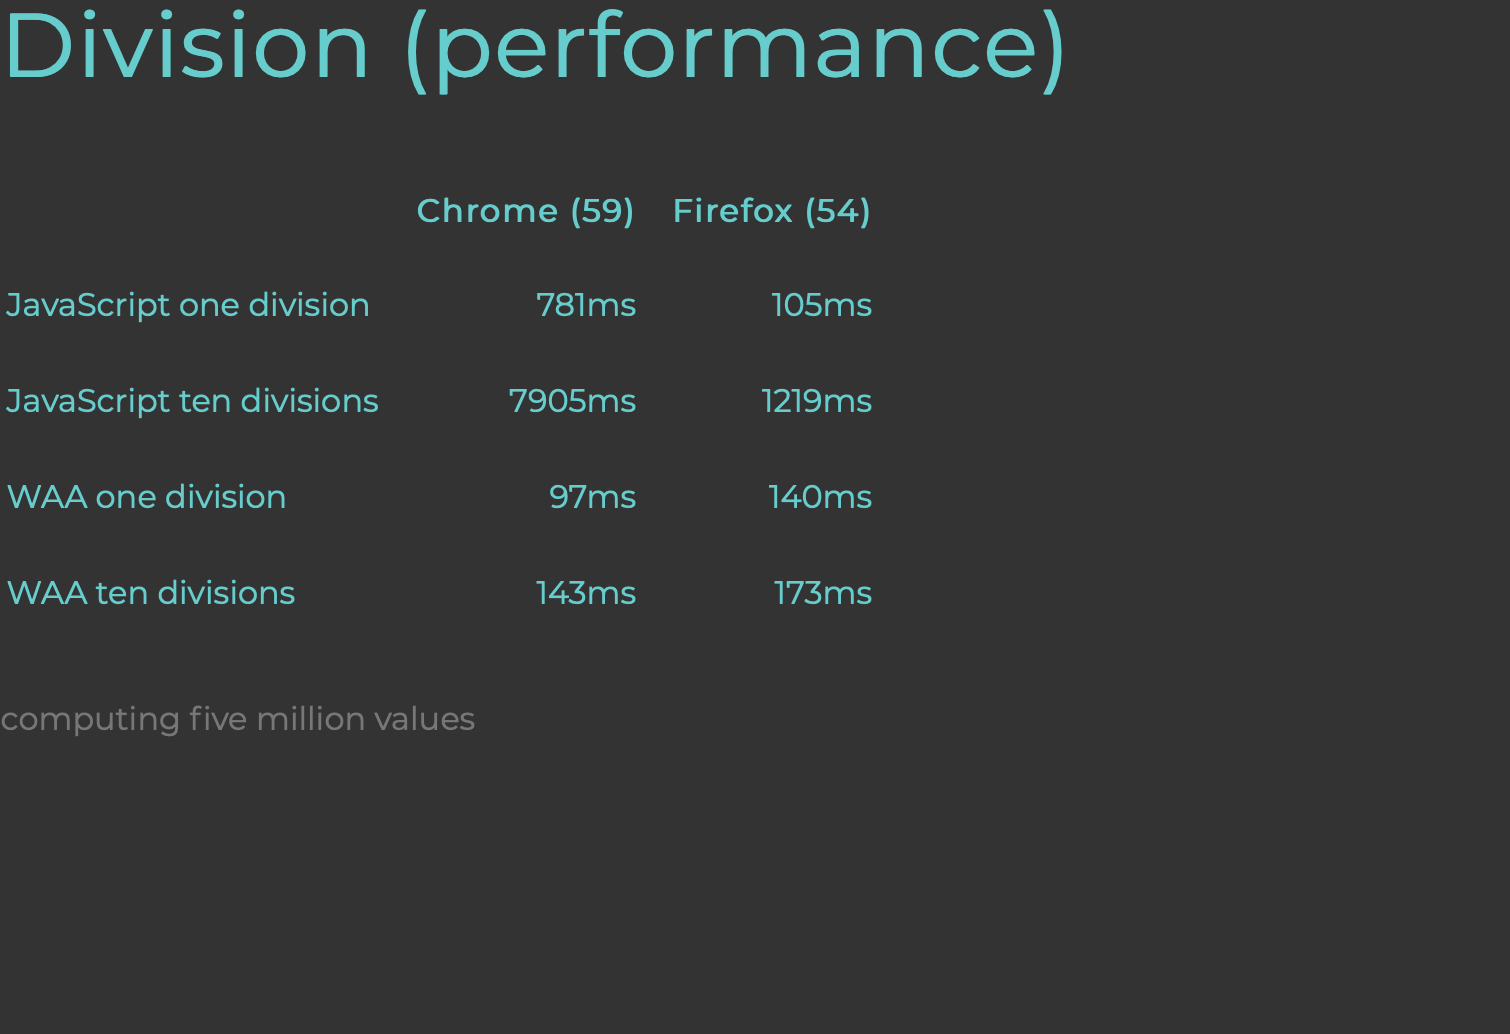 Division (performance)
Chrome (59) Firefox (54)
JavaScript one division 781ms 105ms
JavaScript ten divisions 7905ms 1219ms
WAA one division 97ms 140ms
WAA ten divisions 143ms 173ms
computing five million values